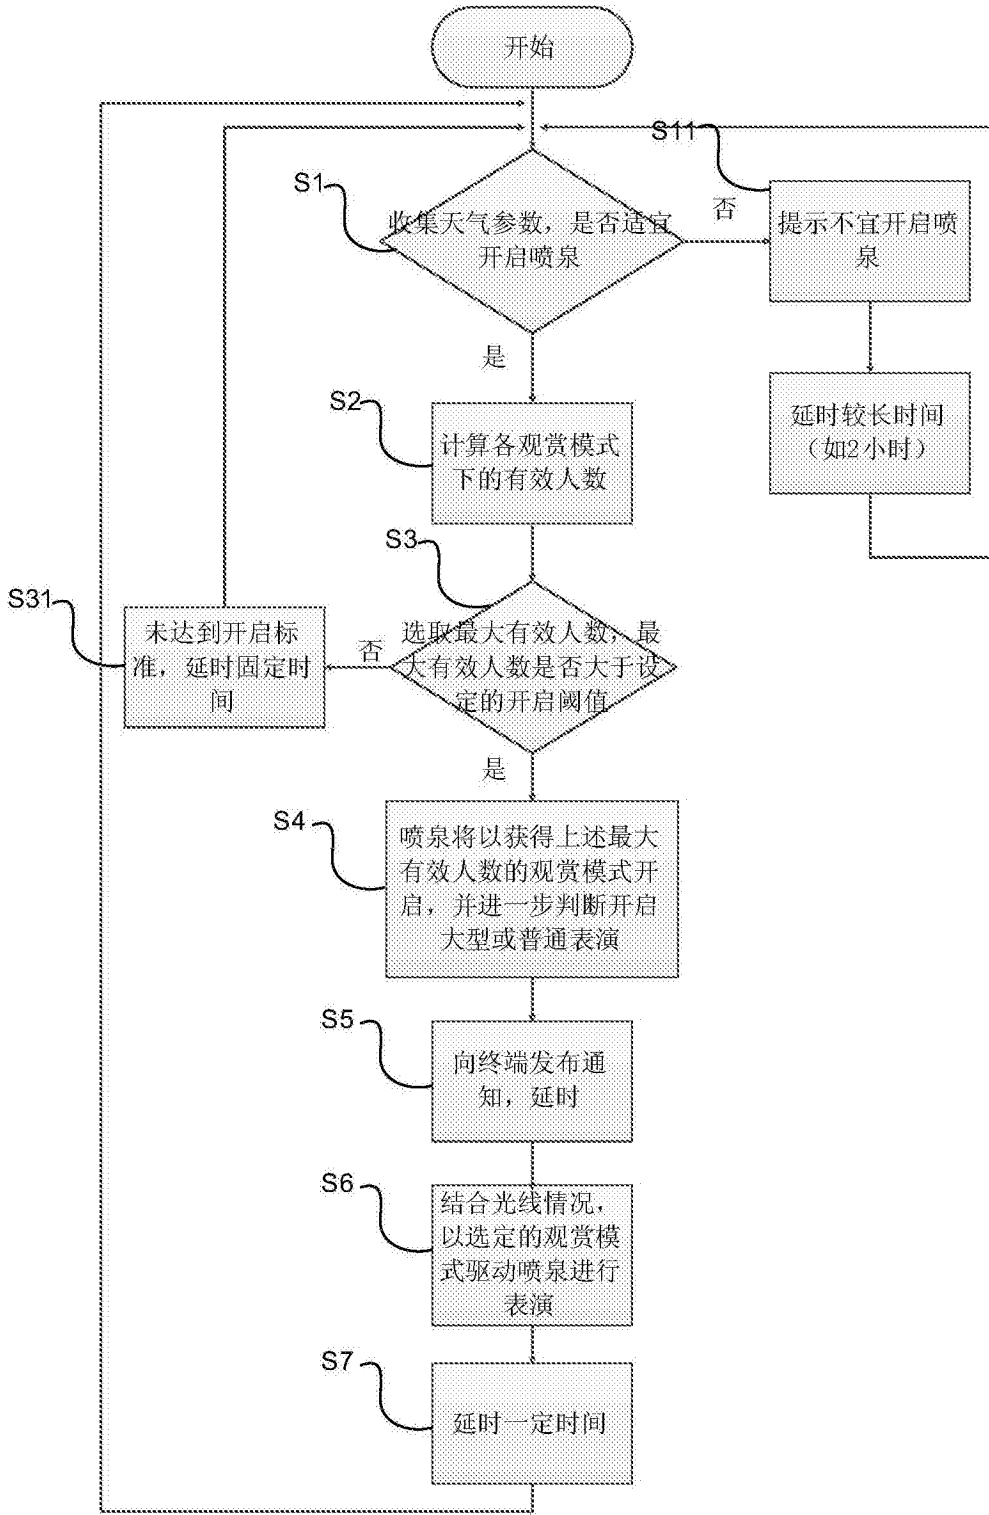 开始
S11
S1
收集天气参数，是否适宜
开启喷泉
否
提示不宜开启喷
泉
是
延时较长时间
（如2小时）
S2
计算各观赏模式
下的有效人数
S3
S31
未达到开启标
准，延时固定时
间
否
选取最大有效人数；最
大有效人数是否大于设
定的开启阈值
是
S4
喷泉将以获得上述最大
有效人数的观赏模式开
启，并进一步判断开启
大型或普通表演
S5
向终端发布通
知，延时
S6
结合光线情况，
以选定的观赏模
式驱动喷泉进行
表演
S7
延时一定时间